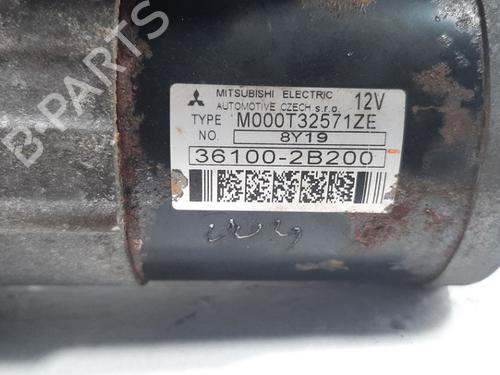 MITSUBISHI ELECTRIC
AUTOMOTIVE CZECH s.r.o. 12V
TYPE M000T32571ZE
NO. 8Y19
36100-2B200
B-PARTS